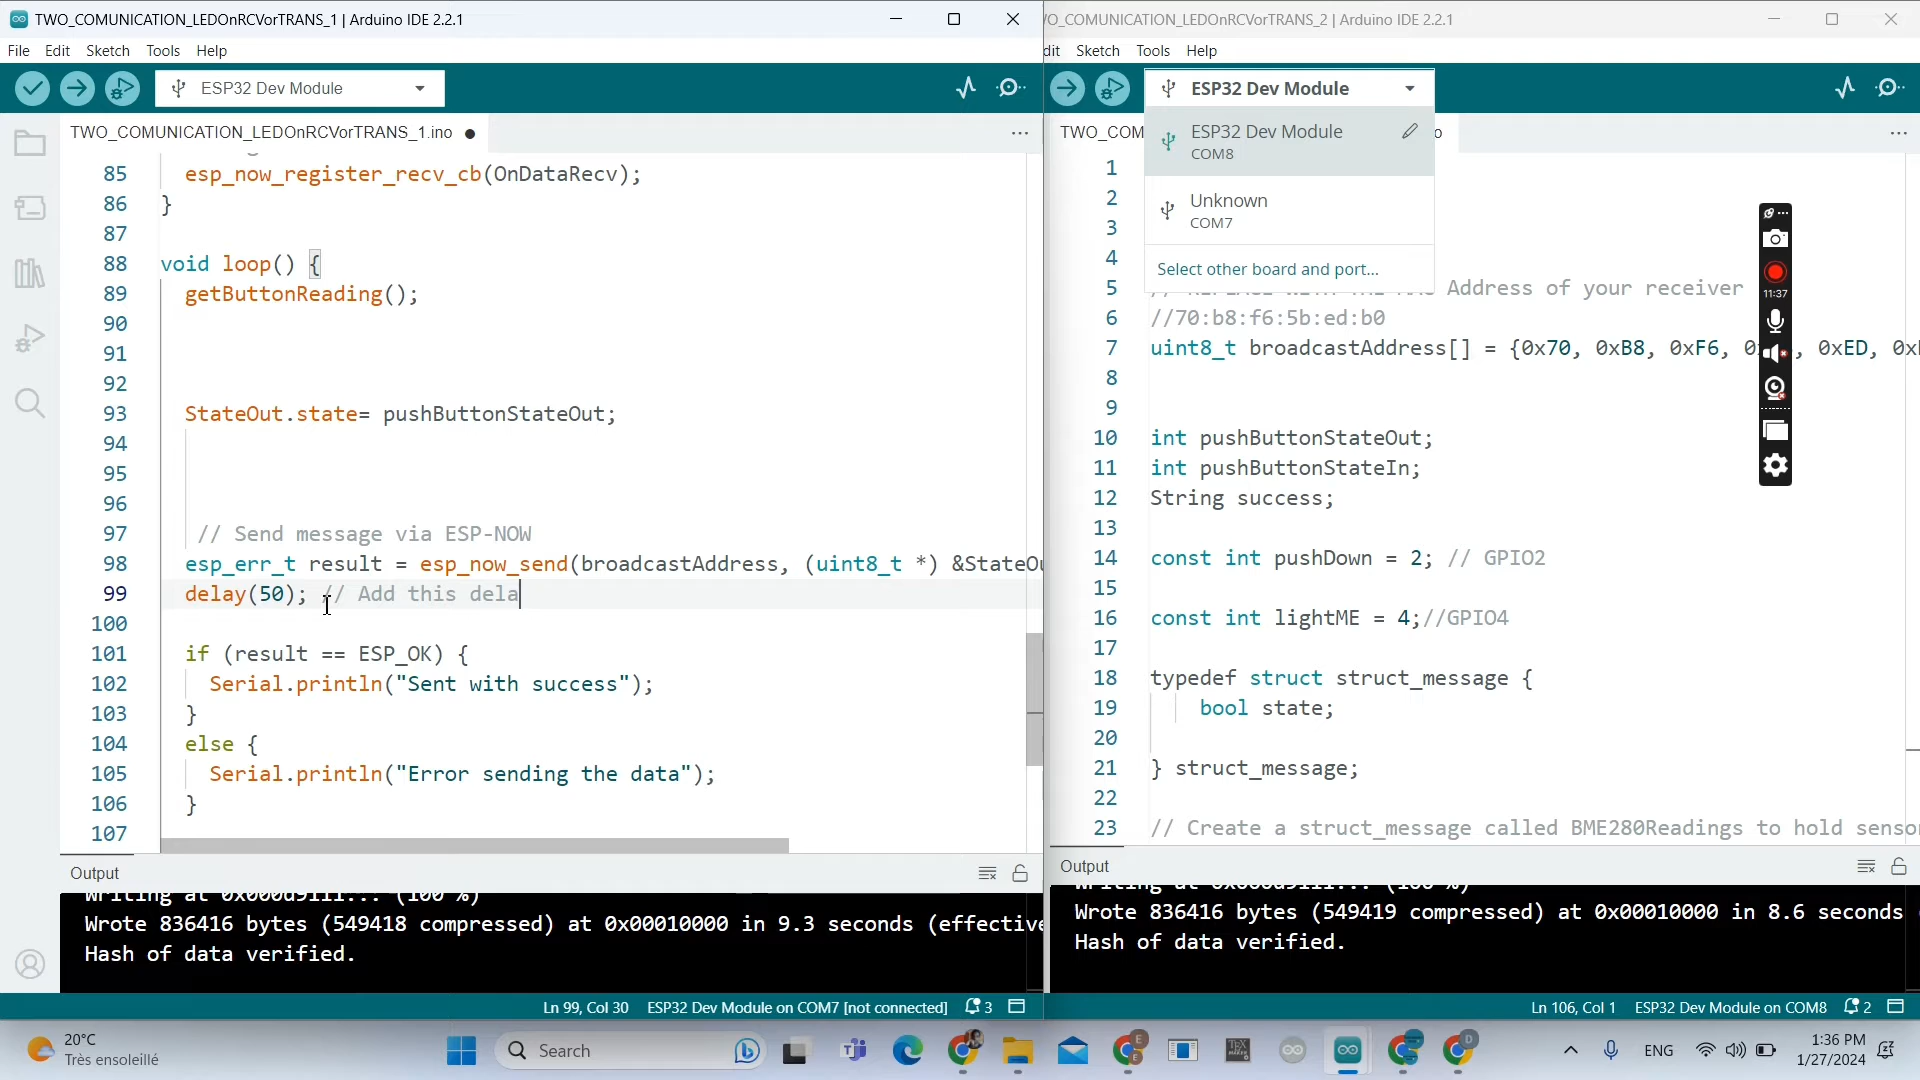 TWO_COMUNICATION_LEDOnRCVorTRANS_1 | Arduino IDE 2.2.1
File Edit Sketch Tools Help
ESP32 Dev Module
TWO_COMUNICATION_LEDOnRCVorTRANS_1.ino
85 esp_now_register_recv_cb(OnDataRecv);
86 }
87
88 void loop() {
89 getButtonReading();
90
91
92
93 StateOut.state= pushButtonStateOut;
94
95
96
97 // Send message via ESP-NOW
98 esp_err_t result = esp_now_send(broadcastAddress, (uint8_t *) &StateOu
99 delay(50); // Add this dela
100
101 if (result == ESP_OK) {
102 Serial.println("Sent with success");
103 }
104 else {
105 Serial.println("Error sending the data");
106 }
107
Output
Writing at 0x000d9111... (100 %)
Wrote 836416 bytes (549418 compressed) at 0x00010000 in 9.3 seconds (effective
Hash of data verified.
Ln 99, Col 30 ESP32 Dev Module on COM7 [not connected] 3
O_COMUNICATION_LEDOnRCVorTRANS_2 | Arduino IDE 2.2.1
dit Sketch Tools Help
ESP32 Dev Module
TWO_COM
ESP32 Dev Module
COM8
Unknown
COM7
Select other board and port...
1
2
3
4
5 Address of your receiver
6 //70:b8:f6:5b:ed:b0
7 uint8_t broadcastAddress[] = {0x70, 0xB8, 0xF6, 0xED,
8
9
10 int pushButtonStateOut;
11 int pushButtonStateIn;
12 String success;
13
14 const int pushDown = 2; // GPIO2
15
16 const int lightME = 4;//GPIO4
17
18 typedef struct struct_message {
19 bool state;
20
21 } struct_message;
22
23 // Create a struct_message called BME280Readings to hold senso
11:37
Output
Wrote 836416 bytes (549419 compressed) at 0x00010000 in 8.6 seconds
Hash of data verified.
Ln 106, Col 1 ESP32 Dev Module on COM8 2
20°C
Très ensoleillé
Search
ENG
1:36 PM
1/27/2024